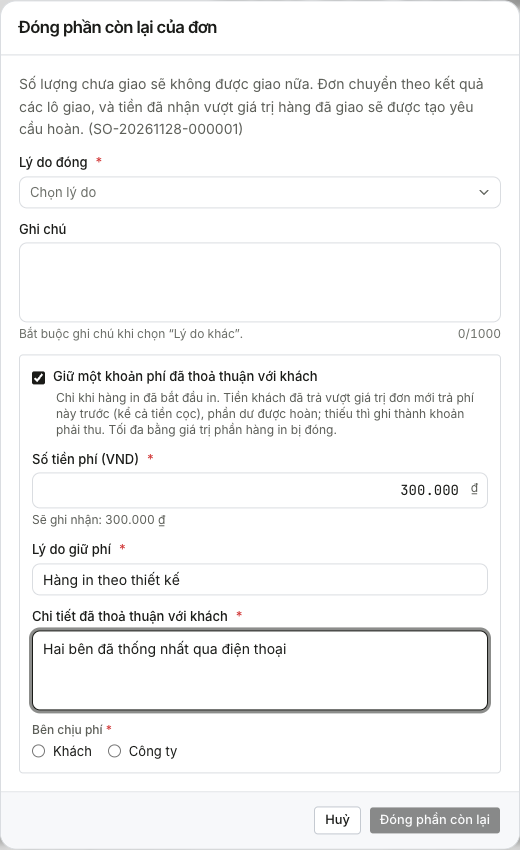 Đóng phần còn lại của đơn
Số lượng chưa giao sẽ không được giao nữa. Đơn chuyển theo kết quả
các lô giao, và tiền đã nhận vượt giá trị hàng đã giao sẽ được tạo yêu
cầu hoàn. (SO-20261128-000001)
Lý do đóng *
Chọn lý do
Ghi chú
Bắt buộc ghi chú khi chọn “Lý do khác”.
0/1000
Giữ một khoản phí đã thoả thuận với khách
Chỉ khi hàng in đã bắt đầu in. Tiền khách đã trả vượt giá trị đơn mới trả phí
này trước (kể cả tiền cọc), phần dư được hoàn; thiếu thì ghi thành khoản
phải thu. Tối đa bằng giá trị phần hàng in bị đóng.
Số tiền phí (VND) *
300.000 ₫
Sẽ ghi nhận: 300.000 ₫
Lý do giữ phí *
Hàng in theo thiết kế
Chi tiết đã thoả thuận với khách *
Hai bên đã thống nhất qua điện thoại
Bên chịu phí *
Khách
Công ty
Huỷ
Đóng phần còn lại